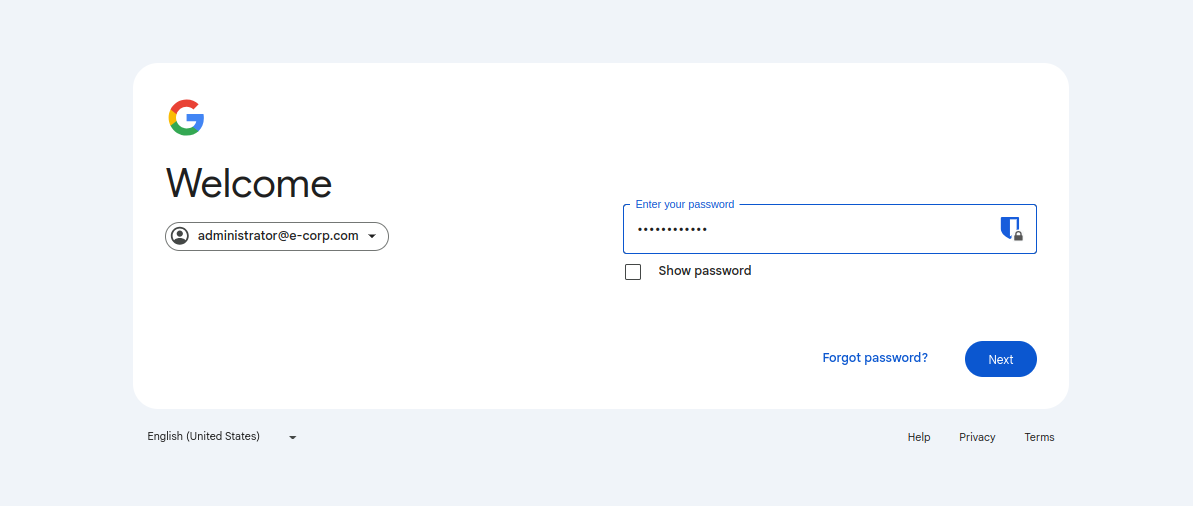 Welcome
administrator@e-corp.com
Enter your password
••••••••••••
Show password
Forgot password?
Next
English (United States)
Help
Privacy
Terms